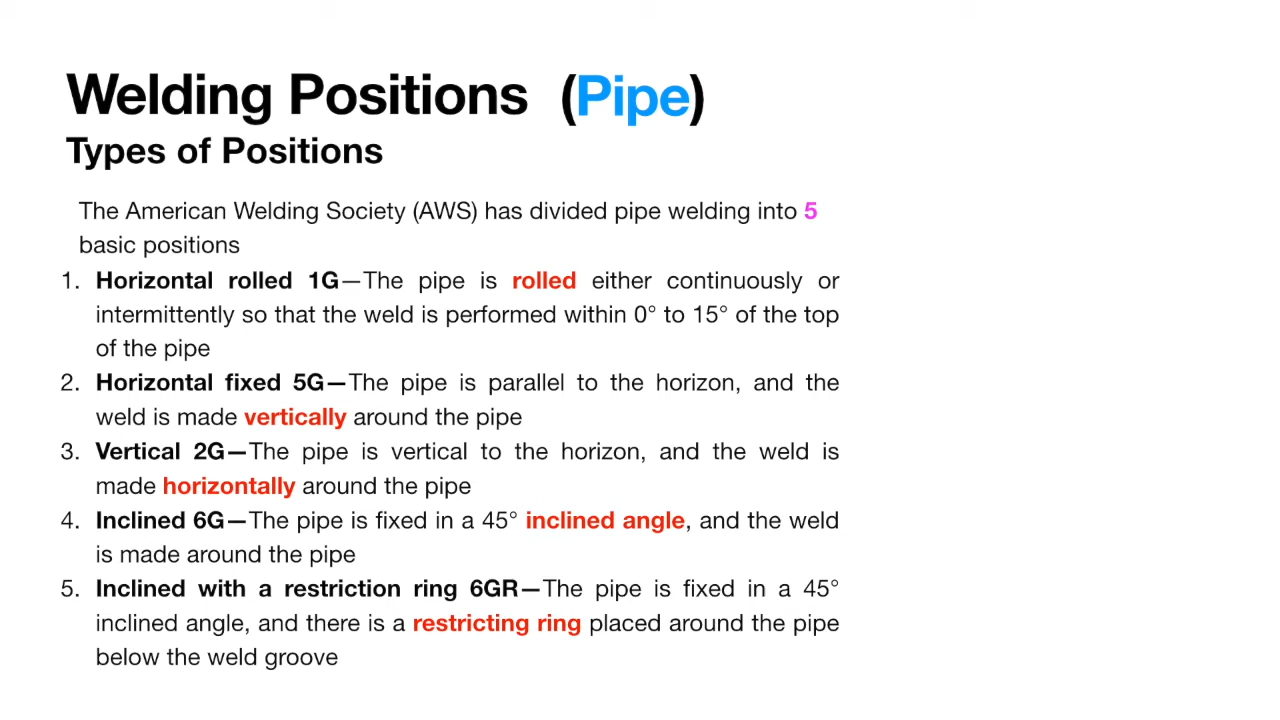 Welding Positions (Pipe)
Types of Positions
The American Welding Society (AWS) has divided pipe welding into 5
basic positions
1. Horizontal rolled 1G—The pipe is rolled either continuously or
intermittently so that the weld is performed within 0° to 15° of the top
of the pipe
2. Horizontal fixed 5G—The pipe is parallel to the horizon, and the
weld is made vertically around the pipe
3. Vertical 2G—The pipe is vertical to the horizon, and the weld is
made horizontally around the pipe
4. Inclined 6G—The pipe is fixed in a 45° inclined angle, and the weld
is made around the pipe
5. Inclined with a restriction ring 6GR—The pipe is fixed in a 45°
inclined angle, and there is a restricting ring placed around the pipe
below the weld groove